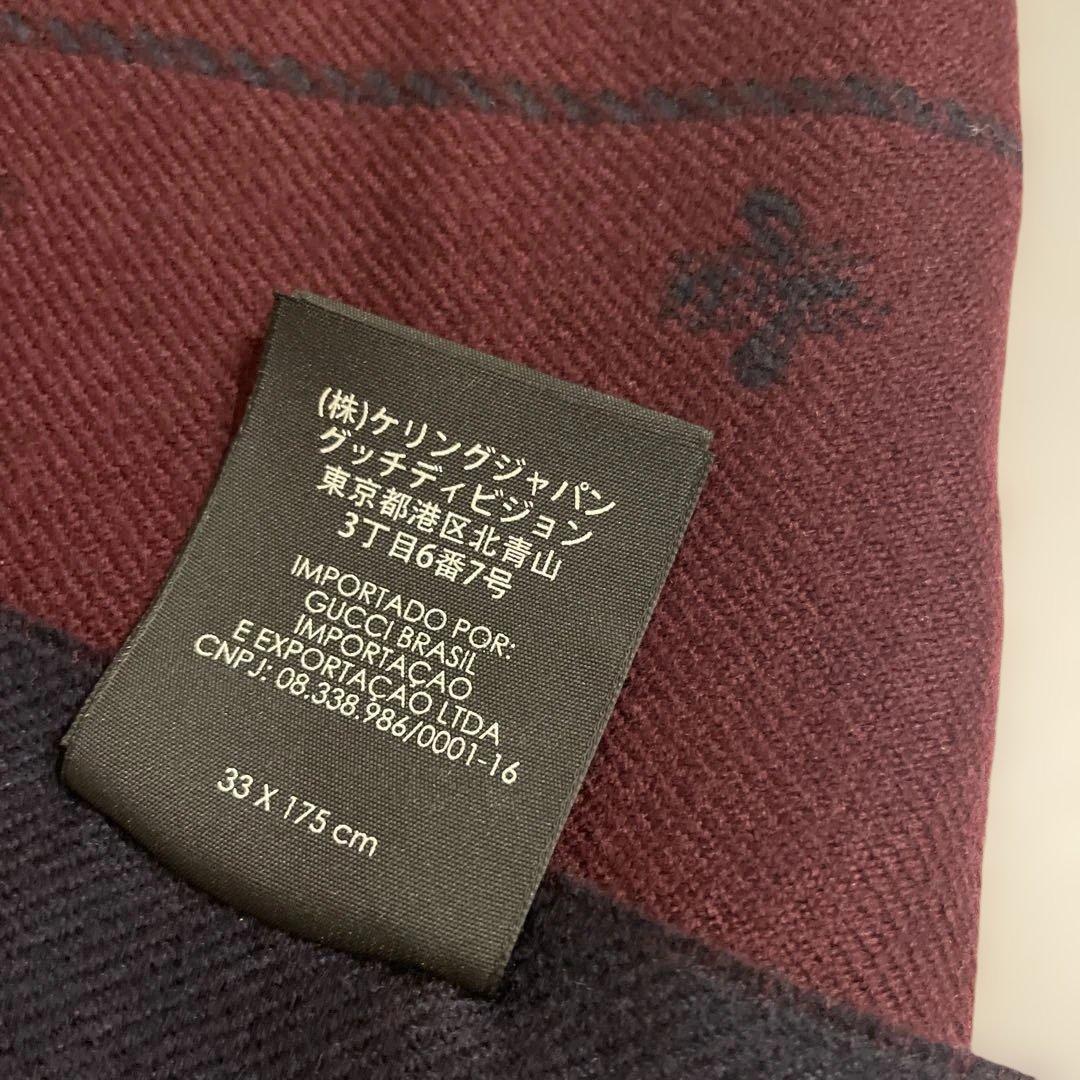 (株)ケリングジャパン
グッチディビジョン
東京都港区北青山
3丁目6番7号
IMPORTADO POR:
GUCCI BRASIL
IMPORTAÇAO
E EXPORTAÇAO LTDA
CNPJ: 08.338.986/0001-16
33 X 175 cm